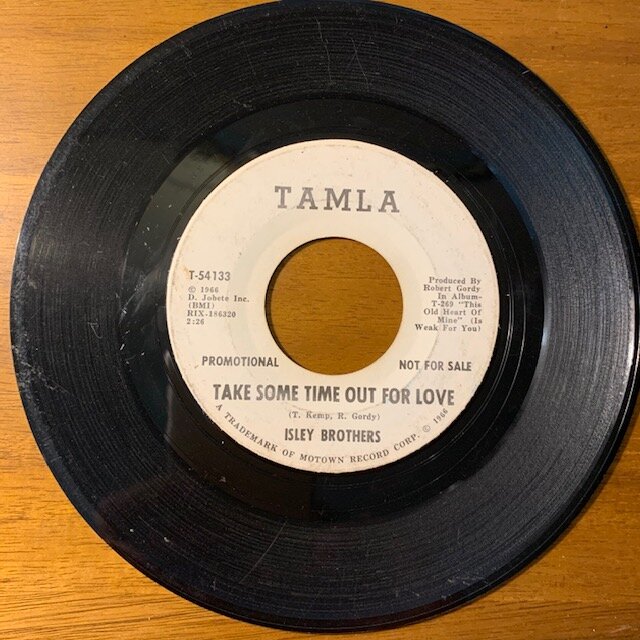 TAMLA
T-54133
© 1966
D. Jobete Inc.
(BMI)
RIX-186320
2:26
Produced By
Robert Gordy
In Album-
T-269 "This
Old Heart Of
Mine" (Is
Weak For You)
PROMOTIONAL NOT FOR SALE
TAKE SOME TIME OUT FOR LOVE
(T. Kemp, R. Gordy)
ISLEY BROTHERS
A TRADEMARK OF MOTOWN RECORD CORP. © 1966